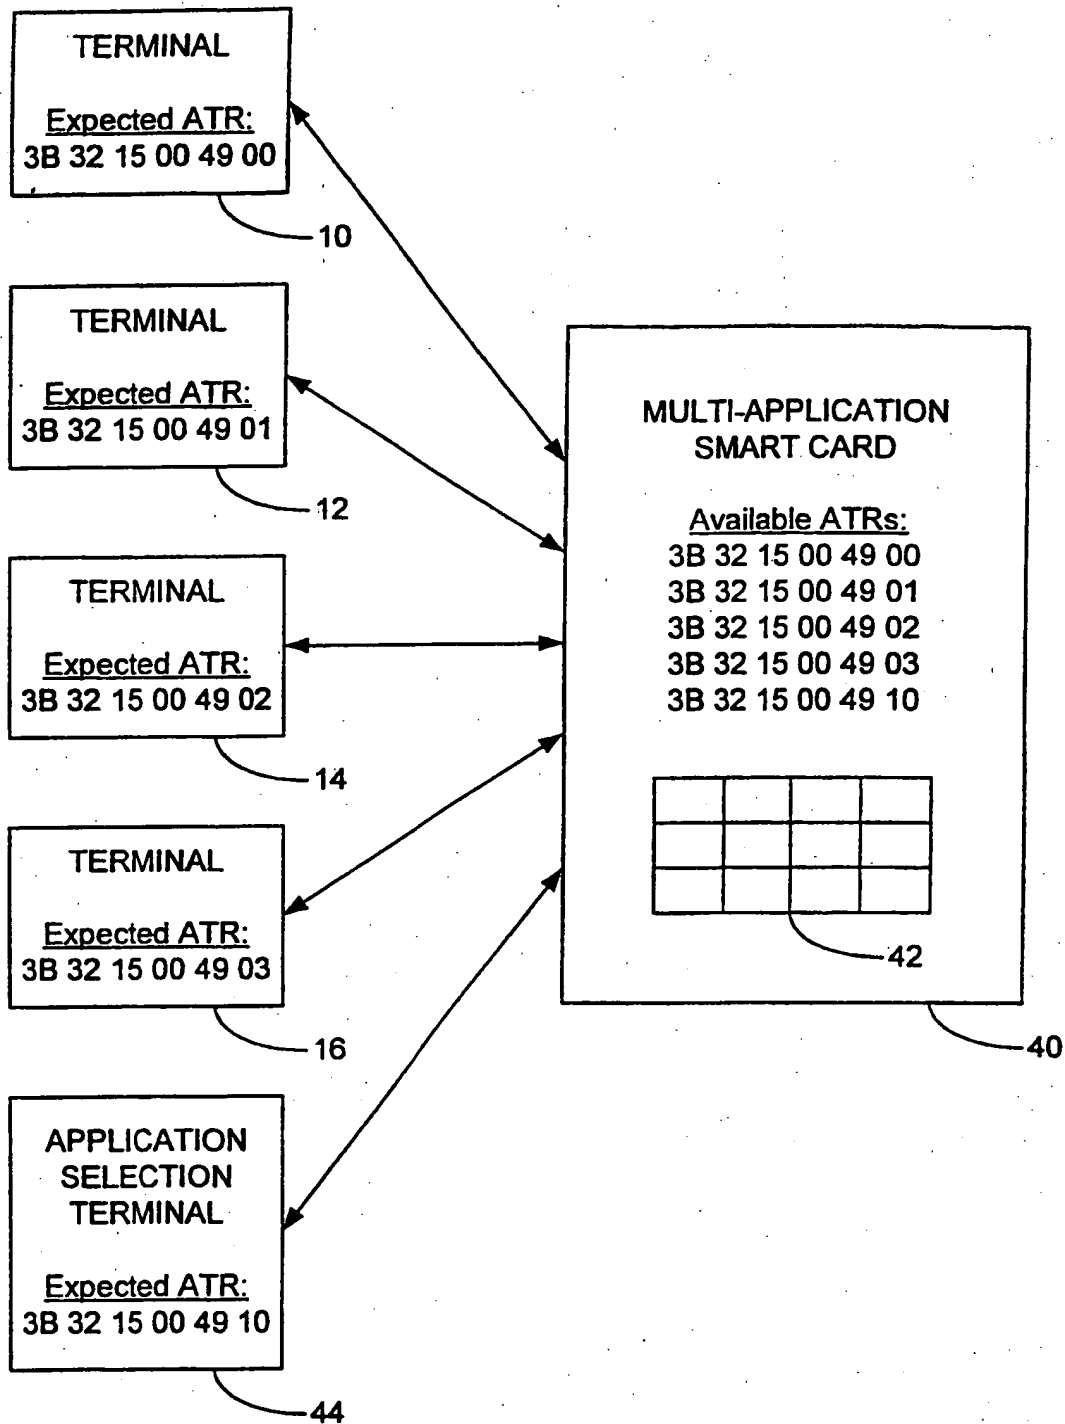 TERMINAL
Expected ATR:
3B 32 15 00 49 00
10
TERMINAL
Expected ATR:
3B 32 15 00 49 01
12
TERMINAL
Expected ATR:
3B 32 15 00 49 02
14
TERMINAL
Expected ATR:
3B 32 15 00 49 03
16
APPLICATION
SELECTION
TERMINAL
Expected ATR:
3B 32 15 00 49 10
44
MULTI-APPLICATION
SMART CARD
Available ATRs:
3B 32 15 00 49 00
3B 32 15 00 49 01
3B 32 15 00 49 02
3B 32 15 00 49 03
3B 32 15 00 49 10
42
40